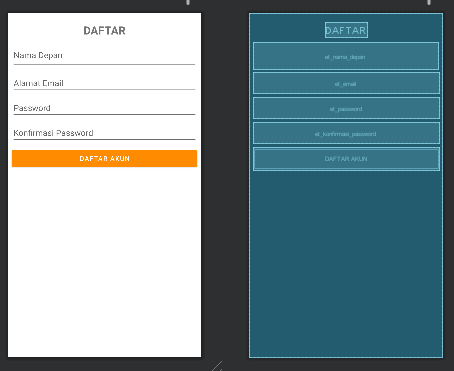 DAFTAR
Nama Depan
Alamat Email
Password
Konfirmasi Password
DAFTAR AKUN
DAFTAR
et_nama_depan
et_email
et_password
et_konfirmasi_password
DAFTAR AKUN